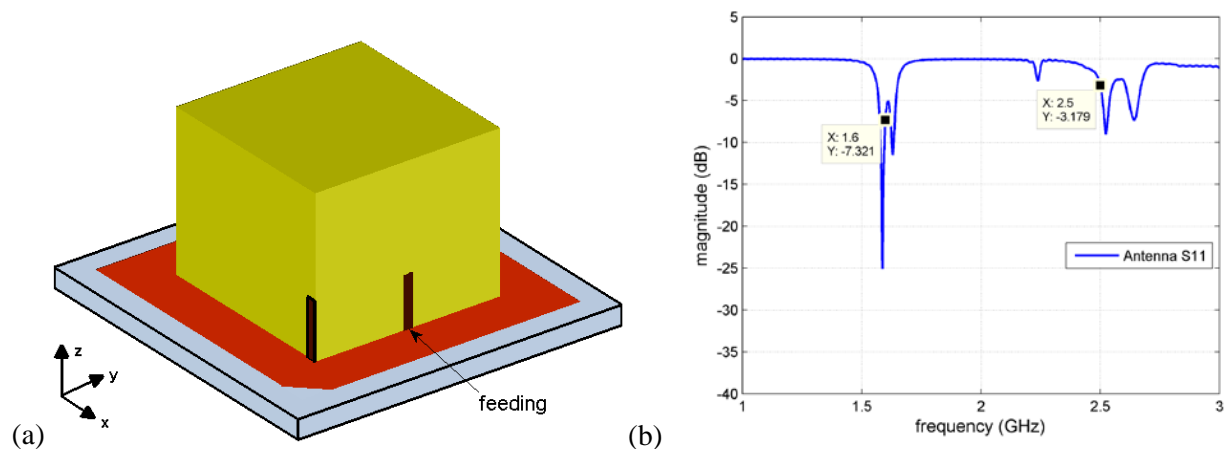 z
y
x
feeding
(a)
5
0
-5
-10
-15
-20
-25
-30
-35
-40
magnitude (dB)
X: 1.6
Y: -7.321
X: 2.5
Y: -3.179
Antenna S11
1
1.5
2
2.5
3
frequency (GHz)
(b)